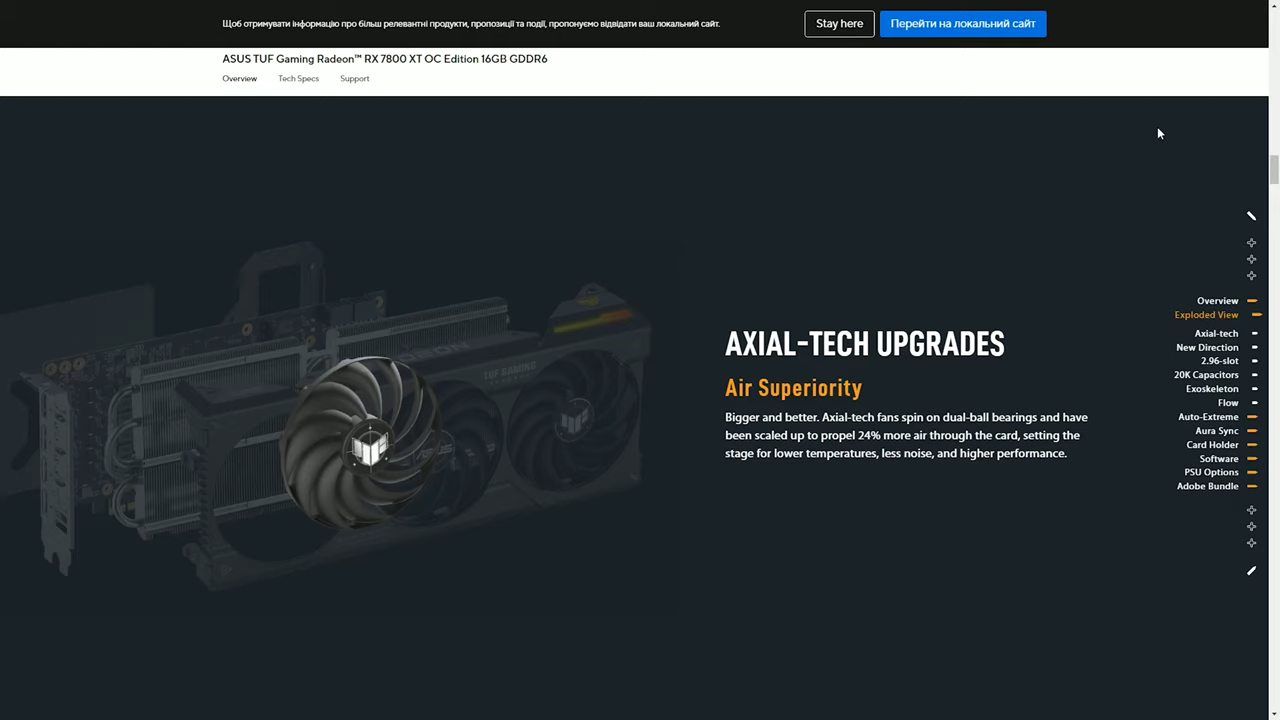 Щоб отримувати інформацію про більш релевантні продукти, пропозиції та події, пропонуємо відвідати ваш локальний сайт.
Stay here
Перейти на локальний сайт
ASUS TUF Gaming Radeon™ RX 7800 XT OC Edition 16GB GDDR6
Overview
Tech Specs
Support
TUF GAMING
AXIAL-TECH UPGRADES
Air Superiority
Bigger and better. Axial-tech fans spin on dual-ball bearings and have
been scaled up to propel 24% more air through the card, setting the
stage for lower temperatures, less noise, and higher performance.
Overview
Exploded View
Axial-tech
New Direction
2.96-slot
20K Capacitors
Exoskeleton
Flow
Auto-Extreme
Aura Sync
Card Holder
Software
PSU Options
Adobe Bundle